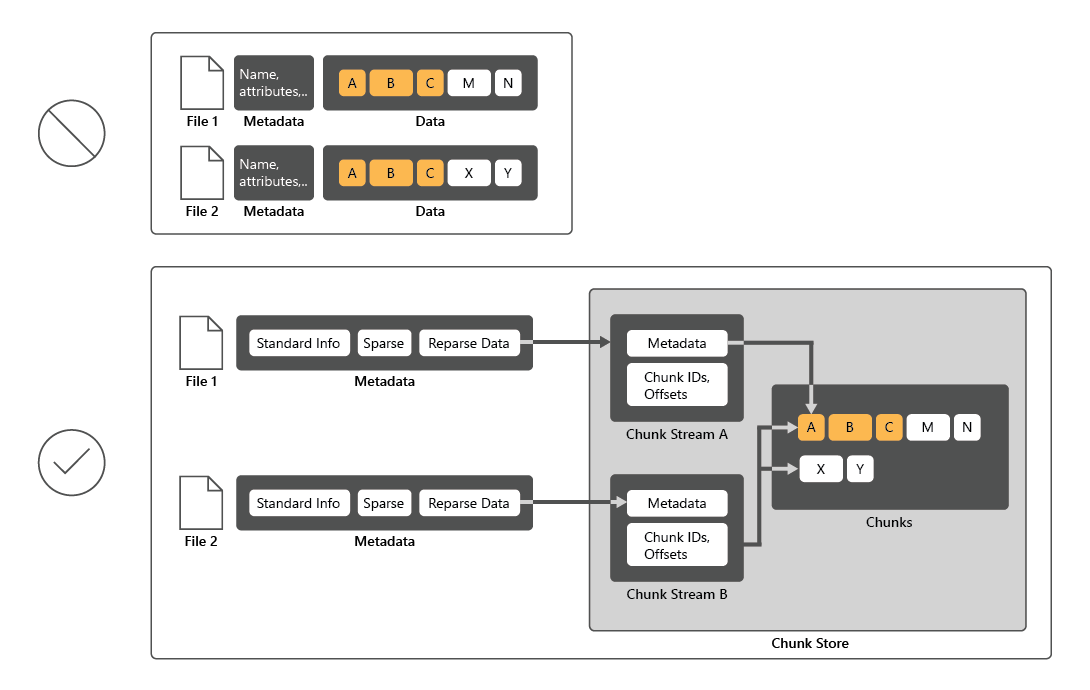 Name,
attributes,..
A B C M N
File 1 Metadata Data
Name,
attributes,..
A B C X Y
File 2 Metadata Data
Standard Info Sparse Reparse Data
File 1 Metadata
Metadata
Chunk IDs,
Offsets
Chunk Stream A
A B C M N
X Y
Chunks
Standard Info Sparse Reparse Data
File 2 Metadata
Metadata
Chunk IDs,
Offsets
Chunk Stream B
Chunk Store